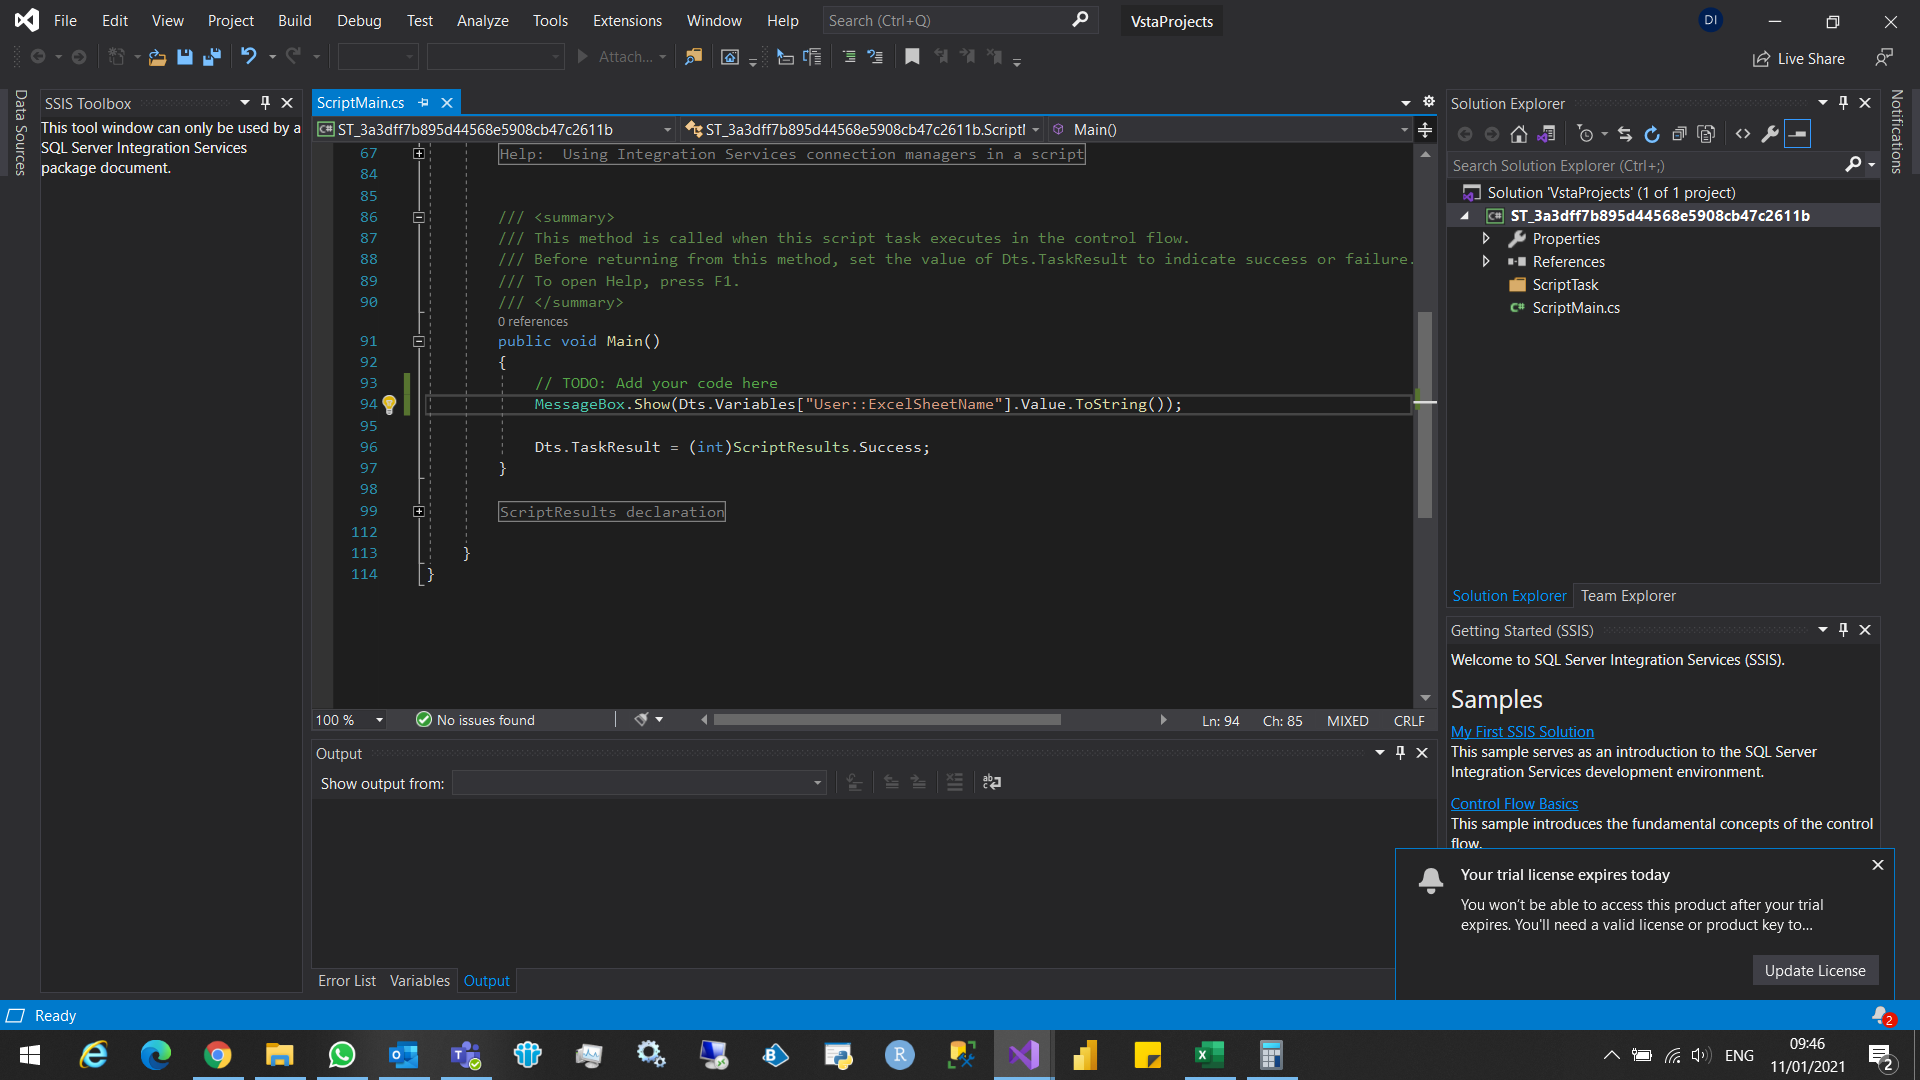 File Edit View Project Build Debug Test Analyze Tools Extensions Window Help Search (Ctrl+Q) VstaProjects DI
Attach... Live Share
Data Sources
SSIS Toolbox
This tool window can only be used by a
SQL Server Integration Services
package document.
ScriptMain.cs
ST_3a3dff7b895d44568e5908cb47c2611b ST_3a3dff7b895d44568e5908cb47c2611b.ScriptI Main()
67 Help: Using Integration Services connection managers in a script
84
85
86 /// <summary>
87 /// This method is called when this script task executes in the control flow.
88 /// Before returning from this method, set the value of Dts.TaskResult to indicate success or failure.
89 /// To open Help, press F1.
90 /// </summary>
0 references
91 public void Main()
92 {
93 // TODO: Add your code here
94 MessageBox.Show(Dts.Variables["User::ExcelSheetName"].Value.ToString());
95
96 Dts.TaskResult = (int)ScriptResults.Success;
97 }
98
99 ScriptResults declaration
112
113 }
114 }
100 % No issues found Ln: 94 Ch: 85 MIXED CRLF
Output
Show output from:
Error List Variables Output
Solution Explorer
Search Solution Explorer (Ctrl+;)
Solution 'VstaProjects' (1 of 1 project)
C# ST_3a3dff7b895d44568e5908cb47c2611b
Properties
References
ScriptTask
C# ScriptMain.cs
Solution Explorer Team Explorer
Notifications
Getting Started (SSIS)
Welcome to SQL Server Integration Services (SSIS).
Samples
My First SSIS Solution
This sample serves as an introduction to the SQL Server
Integration Services development environment.
Control Flow Basics
This sample introduces the fundamental concepts of the control
flow.
Your trial license expires today
You won't be able to access this product after your trial
expires. You'll need a valid license or product key to...
Update License
Ready 2
ENG 09:46
11/01/2021 2